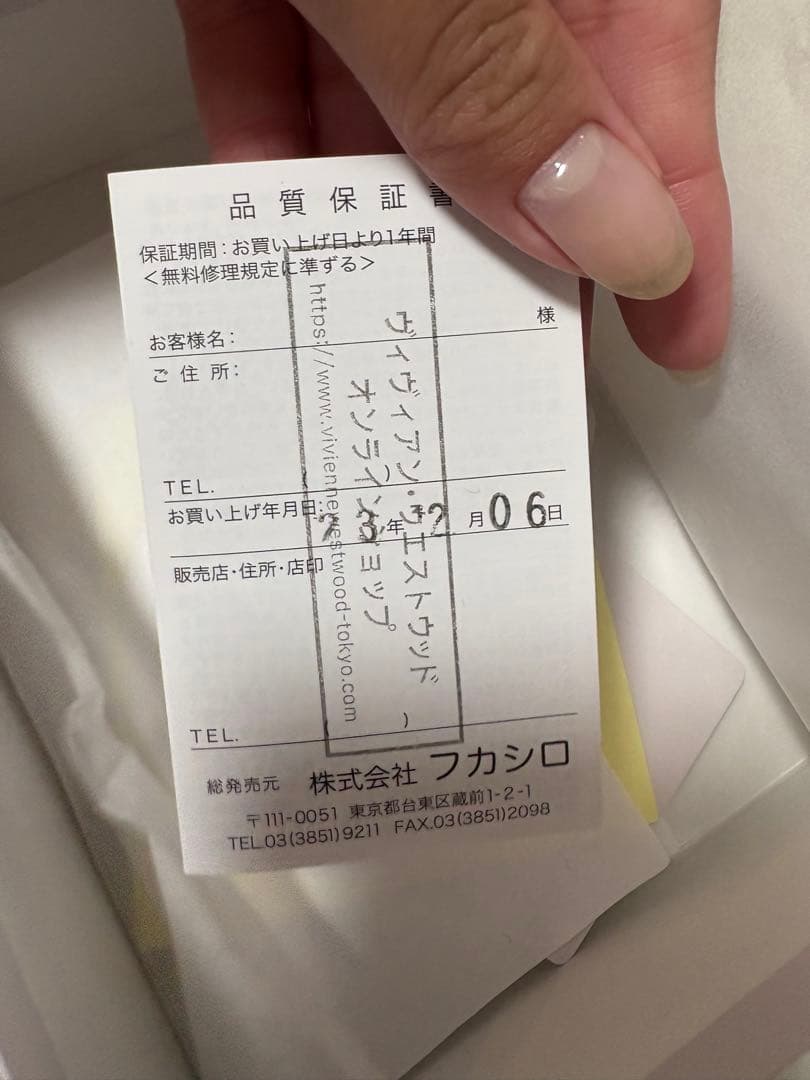 品質保証書
保証期間：お買い上げ日より1年間
＜無料修理規定に準ずる＞
お客様名：
様
ご住所：
TEL.
お買い上げ年月日：
年
月06日
販売店・住所・店印
TEL.
総発売元 株式会社 フカシロ
〒111-0051 東京都台東区蔵前1-2-1
TEL.03(3851)9211 FAX.03(3851)2098
ヴィヴィアン・ウエストウッド
オンラインショップ
https://www.viviennewestwood-tokyo.com